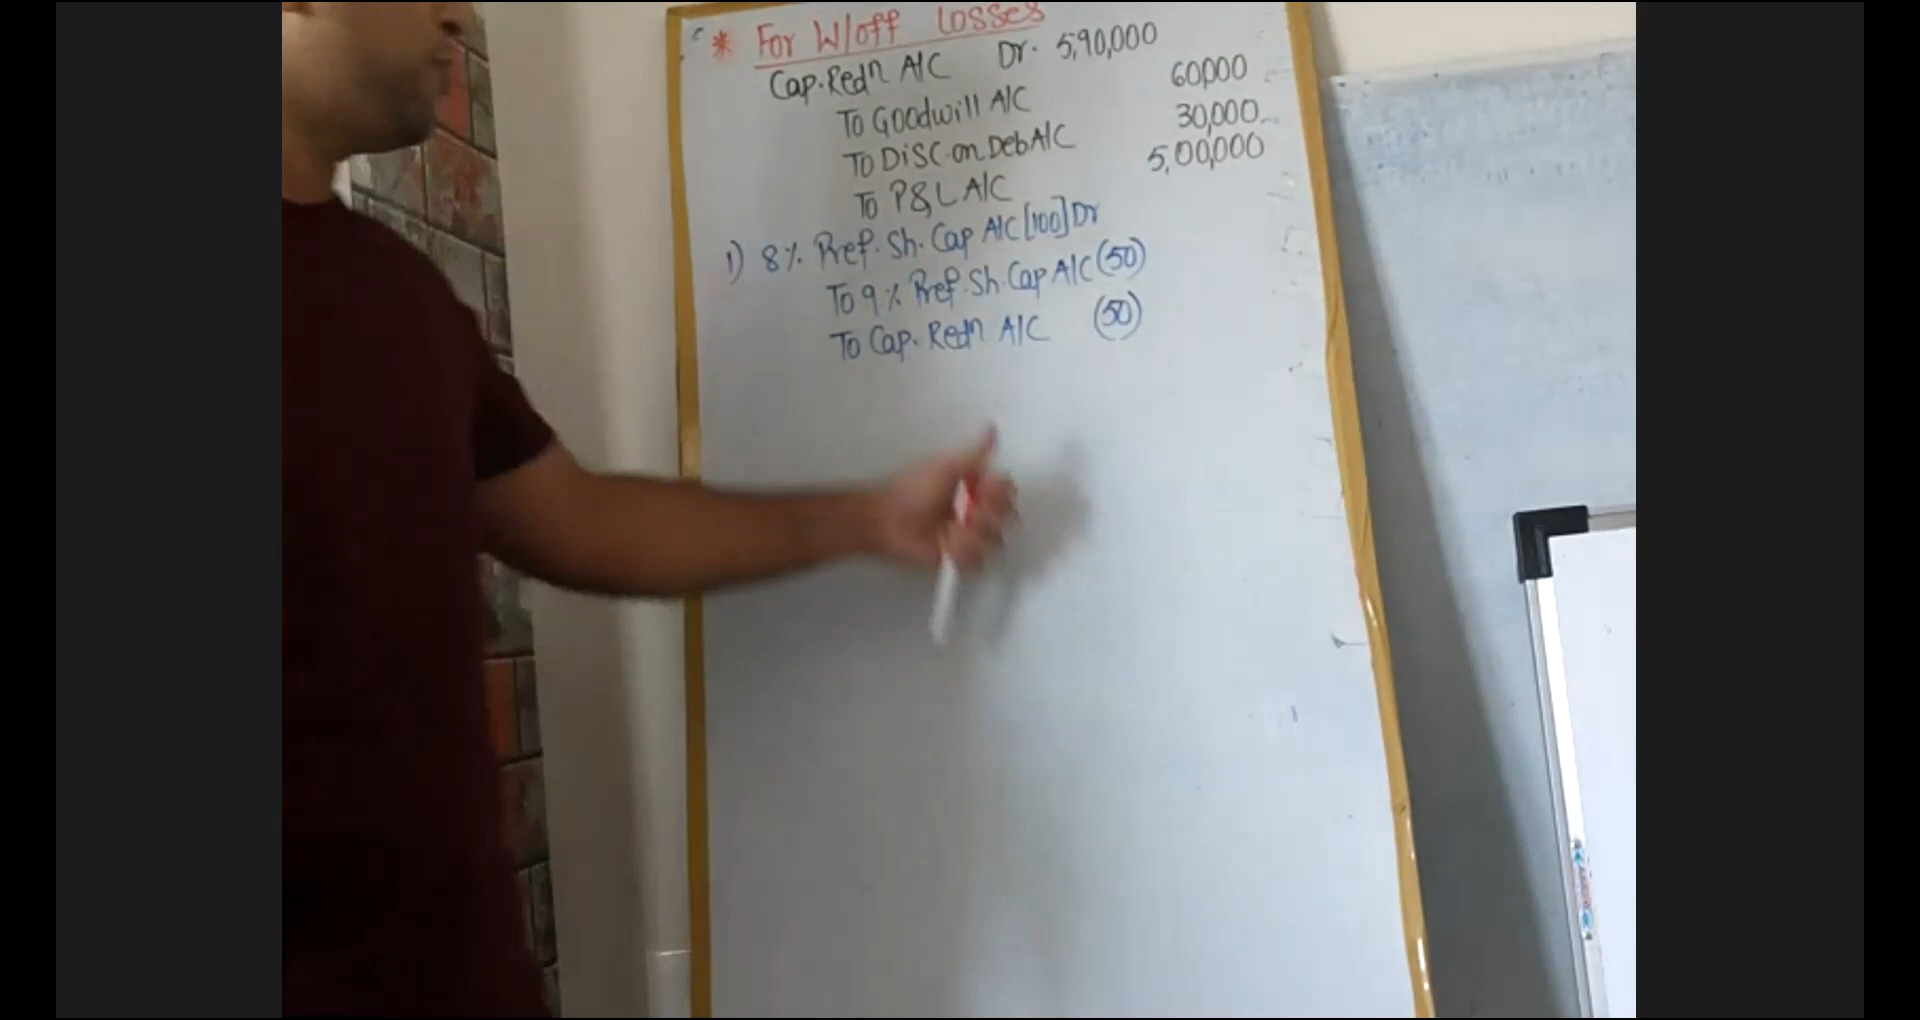 * For W/off Losses
Cap. Redn A/C Dr. 5,90,000
To Goodwill A/C 60,000
To Disc. on Deb A/C 30,000
To P&L A/C 5,00,000
1) 8% Pref. Sh. Cap A/C [100] Dr
To 9% Pref. Sh. Cap A/C (50)
To Cap. Redn A/C (50)